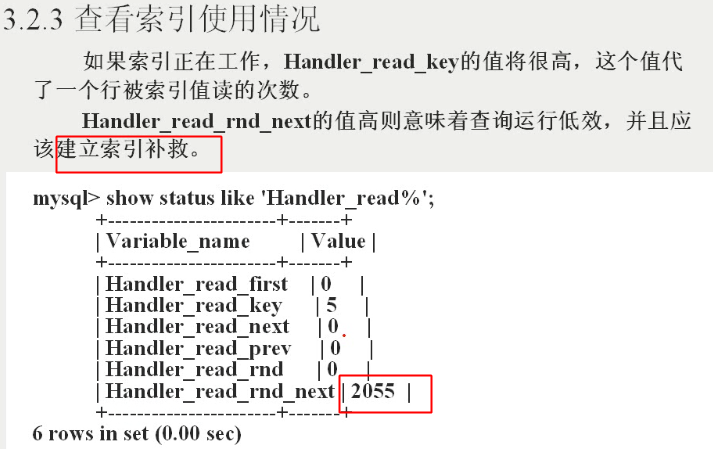 3.2.3 查看索引使用情况
如果索引正在工作，Handler_read_key的值将很高，这个值代
了一个行被索引值读的次数。
Handler_read_rnd_next的值高则意味着查询运行低效，并且应
该建立索引补救。
mysql> show status like 'Handler_read%';
+-----------------------+-------+
| Variable_name | Value |
+-----------------------+-------+
| Handler_read_first | 0 |
| Handler_read_key | 5 |
| Handler_read_next | 0 |
| Handler_read_prev | 0 |
| Handler_read_rnd | 0 |
| Handler_read_rnd_next | 2055 |
+-----------------------+-------+
6 rows in set (0.00 sec)